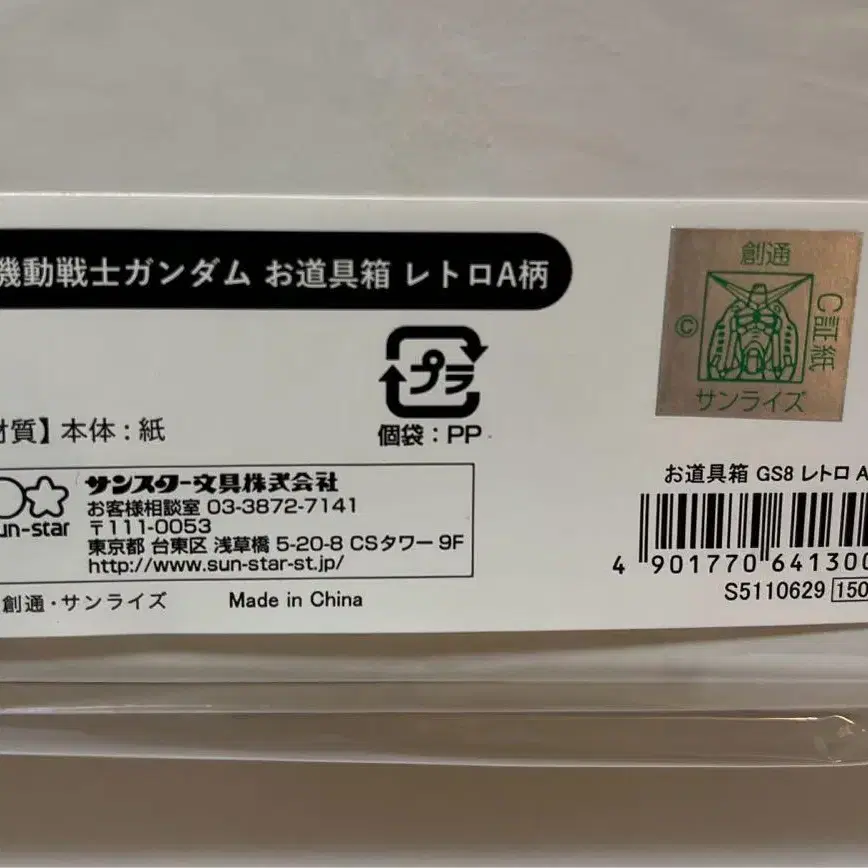 機動戦士ガンダム お道具箱 レトロA柄
創通
C証紙
©
サンライズ
プラ
個袋：PP
材質】本体：紙
お道具箱 GS8 レトロ A
サンスター文具株式会社
お客様相談室 03-3872-7141
〒111-0053
東京都 台東区 浅草橋 5-20-8 CSタワー 9F
http://www.sun-star-st.jp/
un-star
4 901770 641300
S5110629 150
創通・サンライズ Made in China